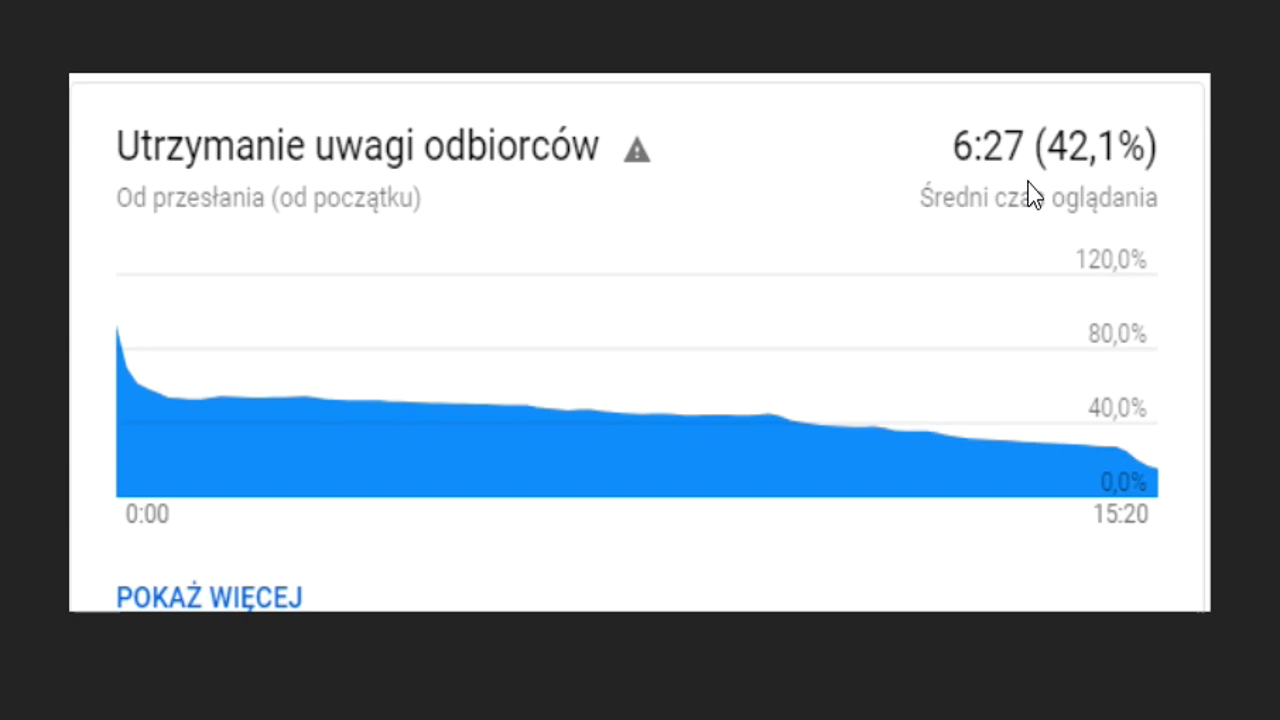 Utrzymanie uwagi odbiorców
6:27 (42,1%)
Od przesłania (od początku)
Średni oglądania
120,0%
80,0%
40,0%
0,0%
0:00
15:20
POKAŻ WIĘCEJ